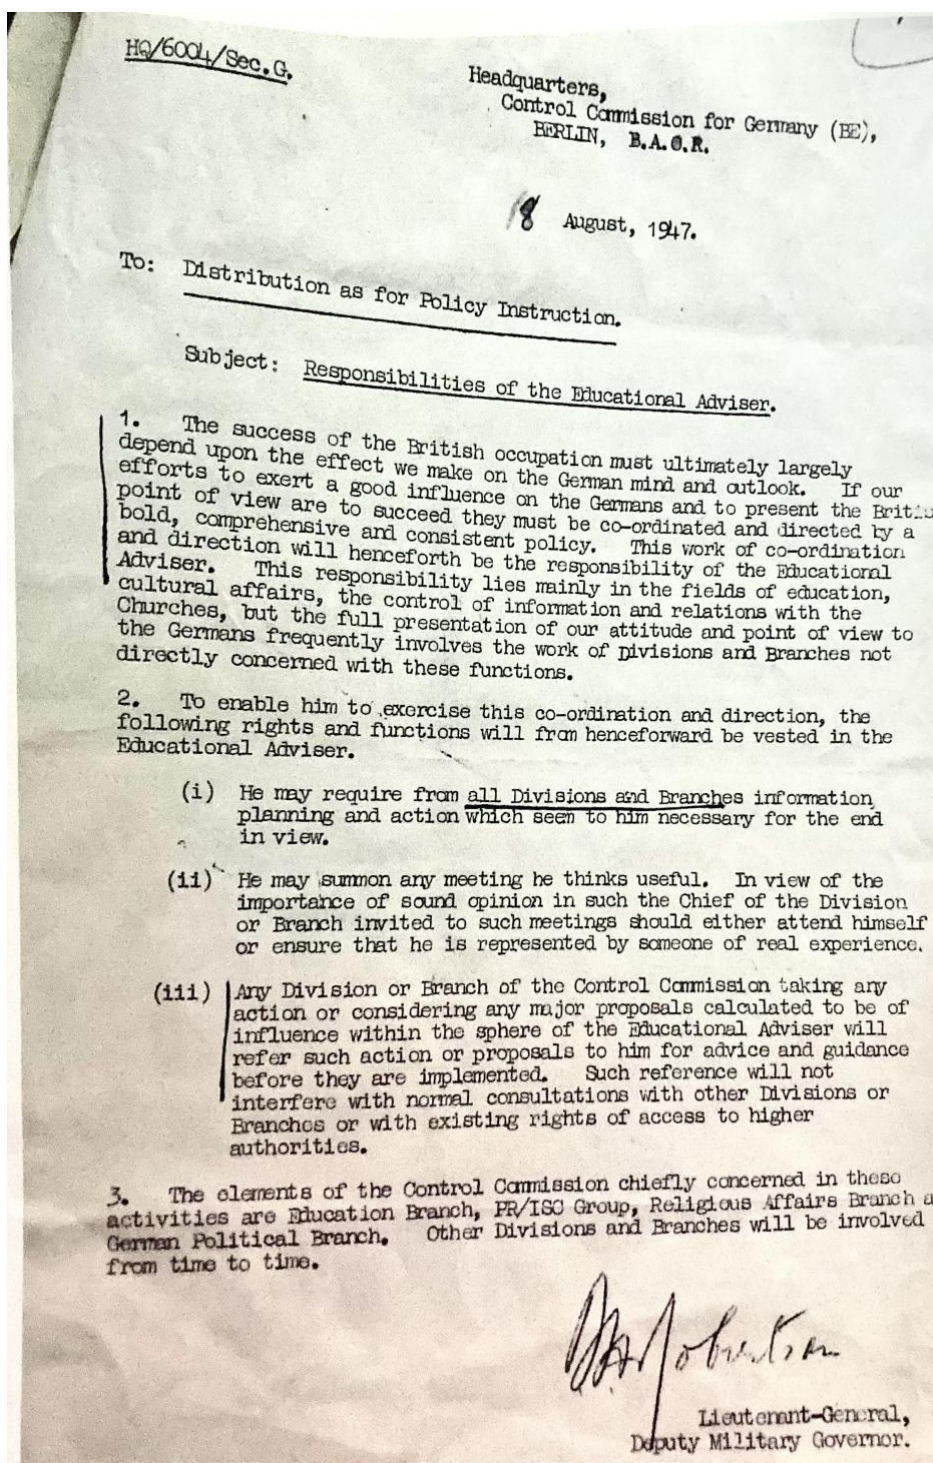 HQ/6004/Sec.G.
Headquarters,
Control Commission for Germany (BE),
BERLIN, B.A.O.R.
18 August, 1947.
To: Distribution as for Policy Instruction.
Subject: Responsibilities of the Educational Adviser.
1. The success of the British occupation must ultimately largely
depend upon the effect we make on the German mind and outlook. If our
efforts to exert a good influence on the Germans and to present the Briti
point of view are to succeed they must be co-ordinated and directed by a
bold, comprehensive and consistent policy. This work of co-ordination
and direction will henceforth be the responsibility of the Educational
Adviser. This responsibility lies mainly in the fields of education,
cultural affairs, the control of information and relations with the
Churches, but the full presentation of our attitude and point of view to
the Germans frequently involves the work of Divisions and Branches not
directly concerned with these functions.
2. To enable him to exercise this co-ordination and direction, the
following rights and functions will from henceforward be vested in the
Educational Adviser.
(i) He may require from all Divisions and Branches information,
planning and action which seem to him necessary for the end
in view.
(ii) He may summon any meeting he thinks useful. In view of the
importance of sound opinion in such the Chief of the Division
or Branch invited to such meetings should either attend himself
or ensure that he is represented by someone of real experience.
(iii) Any Division or Branch of the Control Commission taking any
action or considering any major proposals calculated to be of
influence within the sphere of the Educational Adviser will
refer such action or proposals to him for advice and guidance
before they are implemented. Such reference will not
interfere with normal consultations with other Divisions or
Branches or with existing rights of access to higher
authorities.
3. The elements of the Control Commission chiefly concerned in these
activities are Education Branch, PR/ISC Group, Religious Affairs Branch a
German Political Branch. Other Divisions and Branches will be involved
from time to time.
Robertson
Lieutenant-General,
Deputy Military Governor.